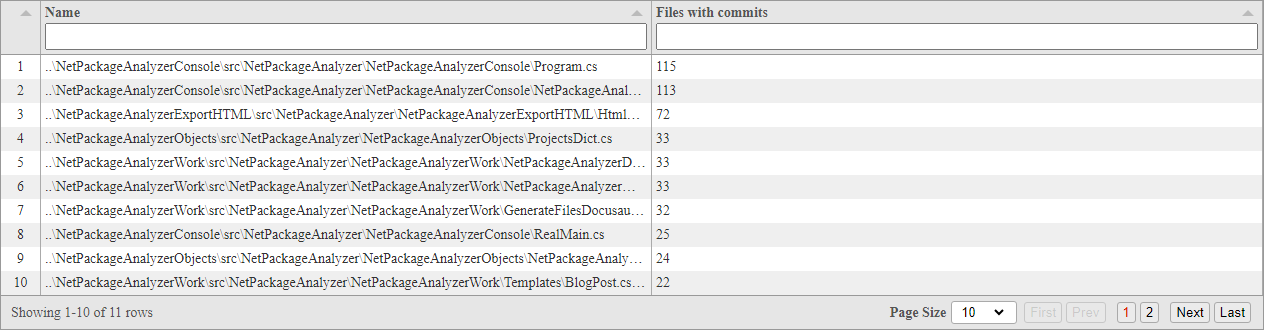 Name Files with commits
1 ..\NetPackageAnalyzerConsole\src\NetPackageAnalyzer\NetPackageAnalyzerConsole\Program.cs 115
2 ..\NetPackageAnalyzerConsole\src\NetPackageAnalyzer\NetPackageAnalyzerConsole\NetPackageAnal... 113
3 ..\NetPackageAnalyzerExportHTML\src\NetPackageAnalyzer\NetPackageAnalyzerExportHTML\Html... 72
4 ..\NetPackageAnalyzerObjects\src\NetPackageAnalyzer\NetPackageAnalyzerObjects\ProjectsDict.cs 33
5 ..\NetPackageAnalyzerWork\src\NetPackageAnalyzer\NetPackageAnalyzerWork\NetPackageAnalyzerD... 33
6 ..\NetPackageAnalyzerWork\src\NetPackageAnalyzer\NetPackageAnalyzerWork\NetPackageAnalyzer... 33
7 ..\NetPackageAnalyzerWork\src\NetPackageAnalyzer\NetPackageAnalyzerWork\GenerateFilesDocusau... 32
8 ..\NetPackageAnalyzerConsole\src\NetPackageAnalyzer\NetPackageAnalyzerConsole\RealMain.cs 25
9 ..\NetPackageAnalyzerObjects\src\NetPackageAnalyzer\NetPackageAnalyzerObjects\NetPackageAnaly... 24
10 ..\NetPackageAnalyzerWork\src\NetPackageAnalyzer\NetPackageAnalyzerWork\Templates\BlogPost.cs... 22
Showing 1-10 of 11 rows Page Size 10 First Prev 1 2 Next Last